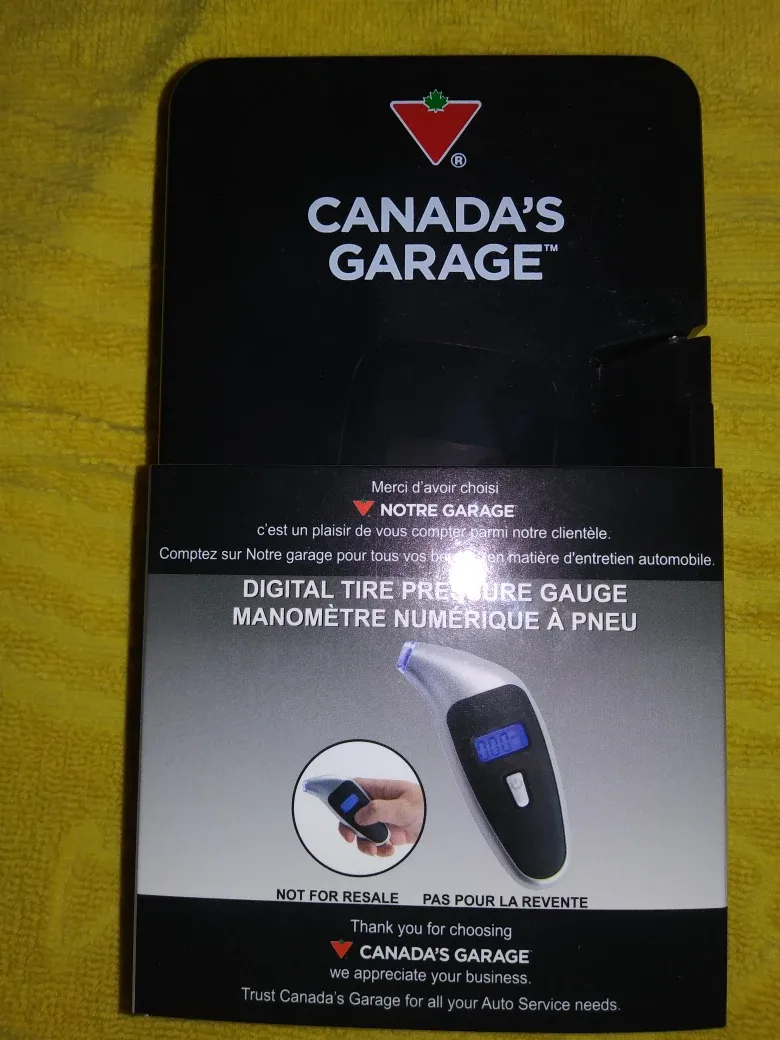 ®
CANADA'S
GARAGE™
Merci d'avoir choisi
NOTRE GARAGE
c'est un plaisir de vous compter parmi notre clientèle.
Comptez sur Notre garage pour tous vos en matière d'entretien automobile.
DIGITAL TIRE PRESSURE GAUGE
MANOMÈTRE NUMÉRIQUE À PNEU
NOT FOR RESALE PAS POUR LA REVENTE
Thank you for choosing
CANADA'S GARAGE
we appreciate your business.
Trust Canada's Garage for all your Auto Service needs.